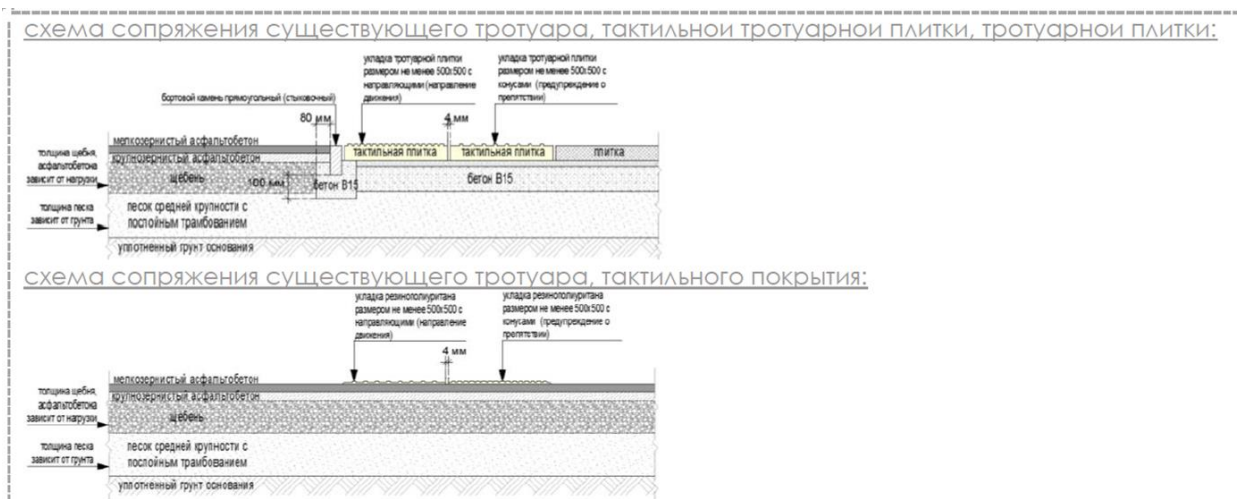 схема сопряжения существующего тротуара, тактильной тротуарной плитки, тротуарной плитки:
укладка тротуарной плитки
размером не менее 500х500 с
направляющими (направление
движения)
укладка тротуарной плитки
размером не менее 500х500 с
конусами (предупреждение о
препятствии)
бортовой камень прямоугольный (стыковочный)
80 мм
4 мм
мелкозернистый асфальтобетон
крупнозернистый асфальтобетон
тактильная плитка
тактильная плитка
плитка
толщина щебня,
асфальтобетона
зависит от нагрузки
щебень
100 мм
бетон В15
бетон В15
толщина песка
зависит от грунта
песок средней крупности с
послойным трамбованием
уплотненный грунт основания
схема сопряжения существующего тротуара, тактильного покрытия:
укладка резинополиуритана
размером не менее 500х500 с
направляющими (направление
движения)
укладка резинополиуритана
размером не менее 500х500 с
конусами (предупреждение о
препятствии)
4 мм
мелкозернистый асфальтобетон
крупнозернистый асфальтобетон
толщина щебня,
асфальтобетона
зависит от нагрузки
щебень
толщина песка
зависит от грунта
песок средней крупности с
послойным трамбованием
уплотненный грунт основания